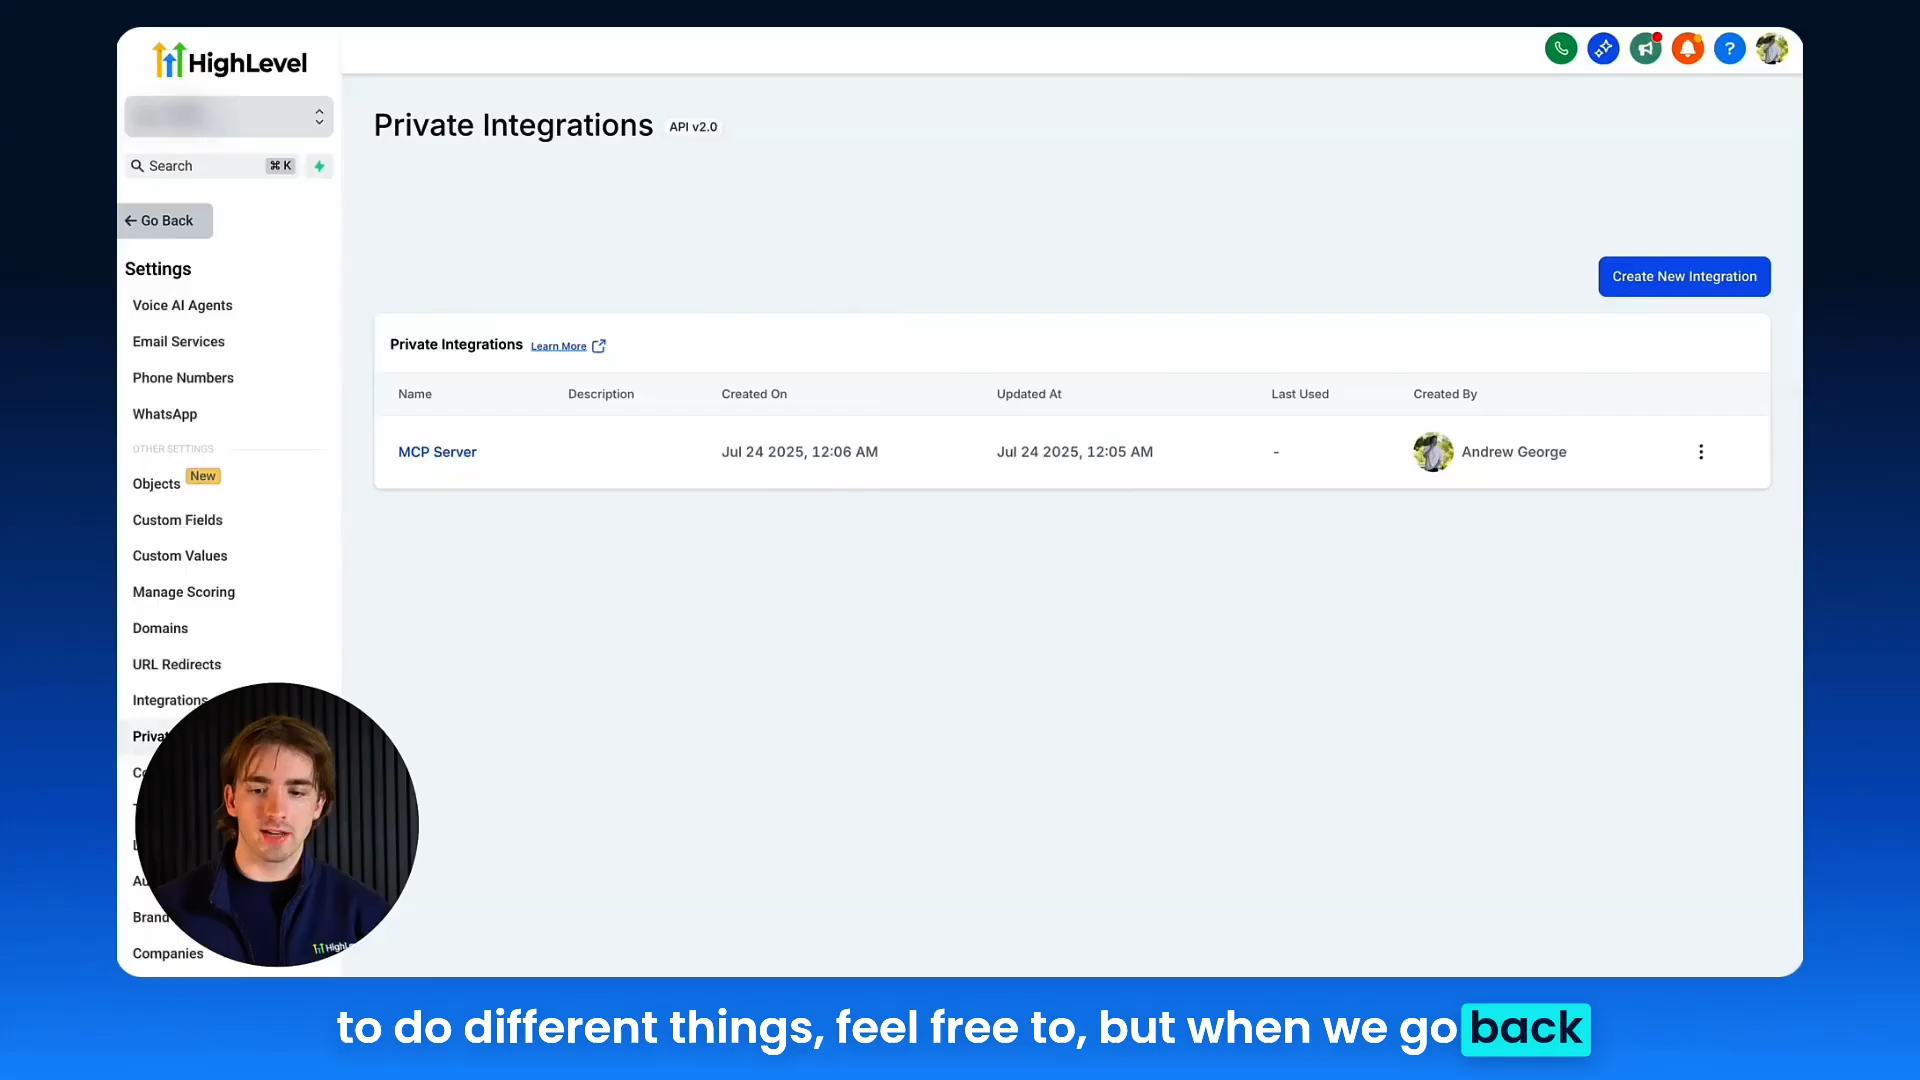 HighLevel
Search ⌘ K
← Go Back
Settings
Voice AI Agents
Email Services
Phone Numbers
WhatsApp
OTHER SETTINGS
Objects New
Custom Fields
Custom Values
Manage Scoring
Domains
URL Redirects
Integrations
Privat
Brand
Companies
Private Integrations API v2.0
Create New Integration
Private Integrations Learn More
Name Description Created On Updated At Last Used Created By
MCP Server Jul 24 2025, 12:06 AM Jul 24 2025, 12:05 AM - Andrew George
HighL
to do different things, feel free to, but when we go back